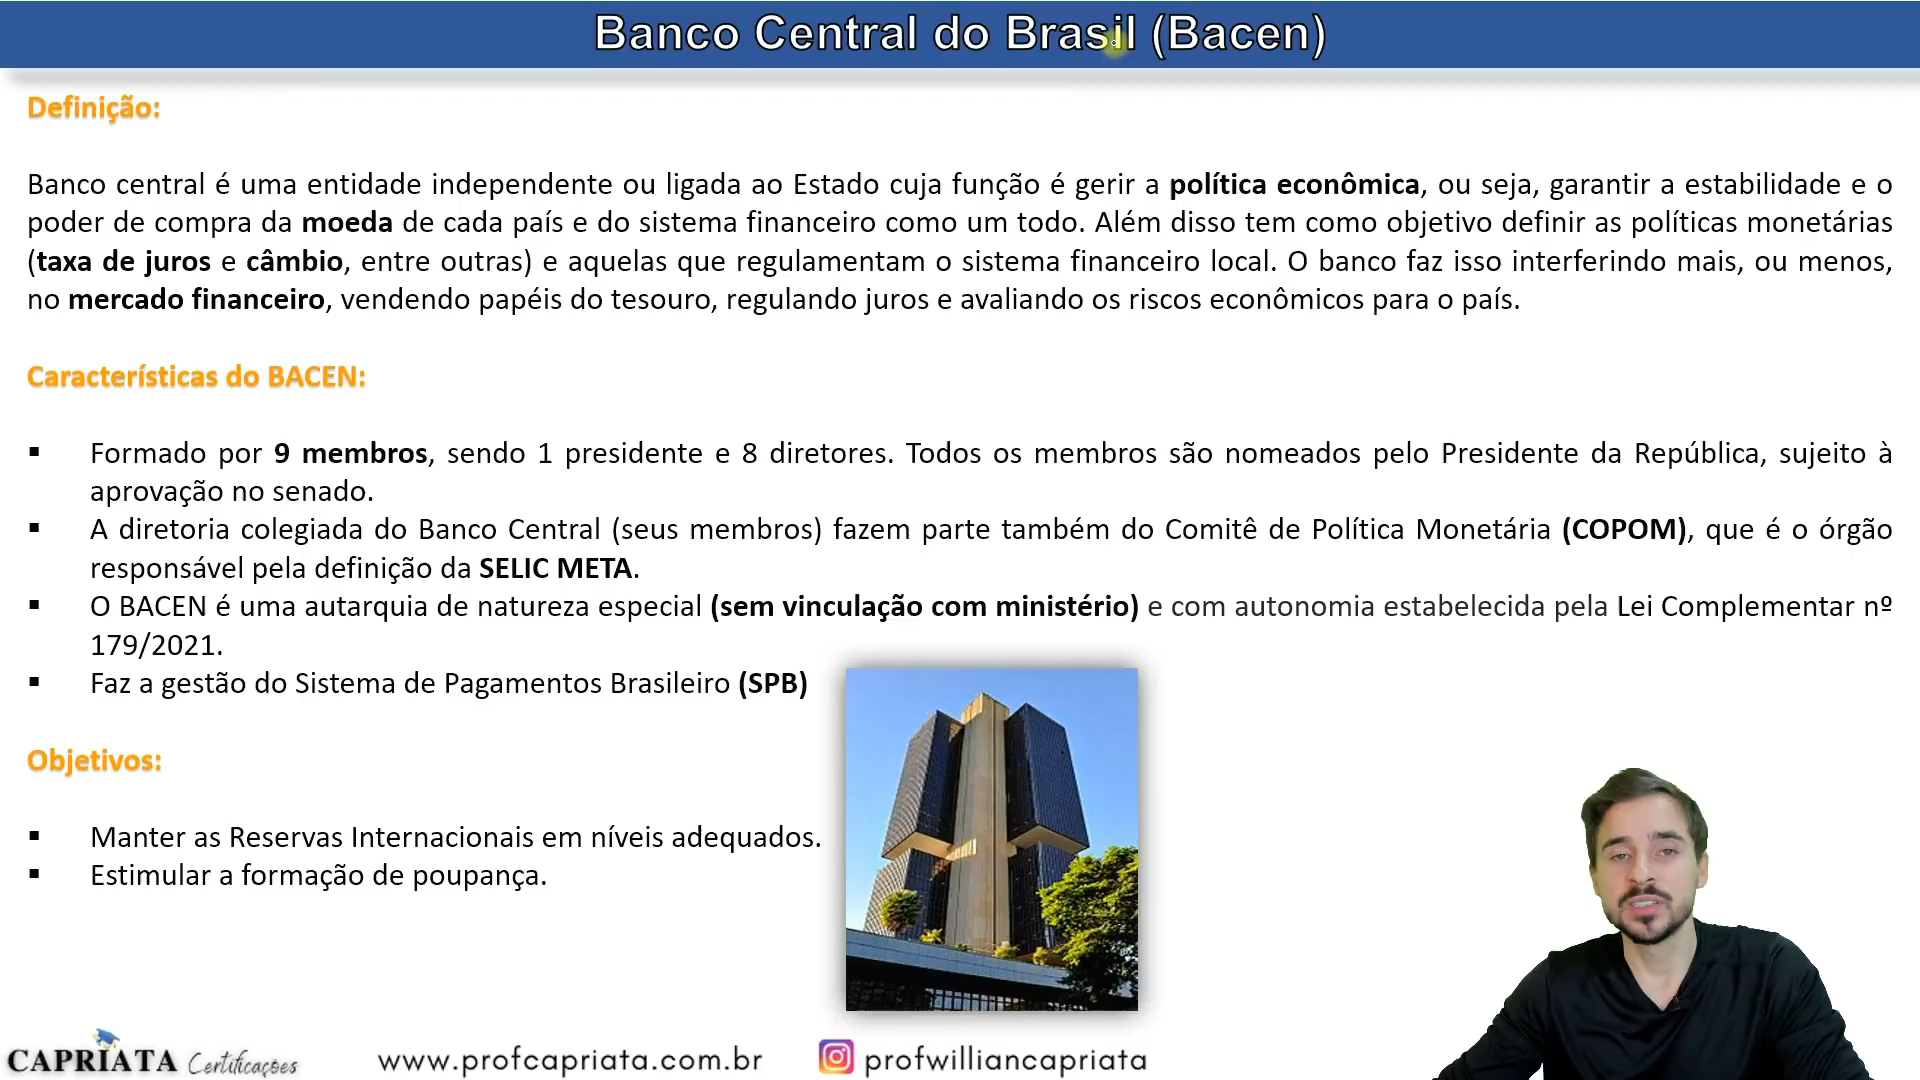 Banco Central do Brasil (Bacen)
Definição:
Banco central é uma entidade independente ou ligada ao Estado cuja função é gerir a política econômica, ou seja, garantir a estabilidade e o
poder de compra da moeda de cada país e do sistema financeiro como um todo. Além disso tem como objetivo definir as políticas monetárias
(taxa de juros e câmbio, entre outras) e aquelas que regulamentam o sistema financeiro local. O banco faz isso interferindo mais, ou menos,
no mercado financeiro, vendendo papéis do tesouro, regulando juros e avaliando os riscos econômicos para o país.
Características do BACEN:
▪ Formado por 9 membros, sendo 1 presidente e 8 diretores. Todos os membros são nomeados pelo Presidente da República, sujeito à
aprovação no senado.
▪ A diretoria colegiada do Banco Central (seus membros) fazem parte também do Comitê de Política Monetária (COPOM), que é o órgão
responsável pela definição da SELIC META.
▪ O BACEN é uma autarquia de natureza especial (sem vinculação com ministério) e com autonomia estabelecida pela Lei Complementar nº
179/2021.
▪ Faz a gestão do Sistema de Pagamentos Brasileiro (SPB)
Objetivos:
▪ Manter as Reservas Internacionais em níveis adequados.
▪ Estimular a formação de poupança.
CAPRIATA Certificações www.profcapriata.com.br profwilliancapriata